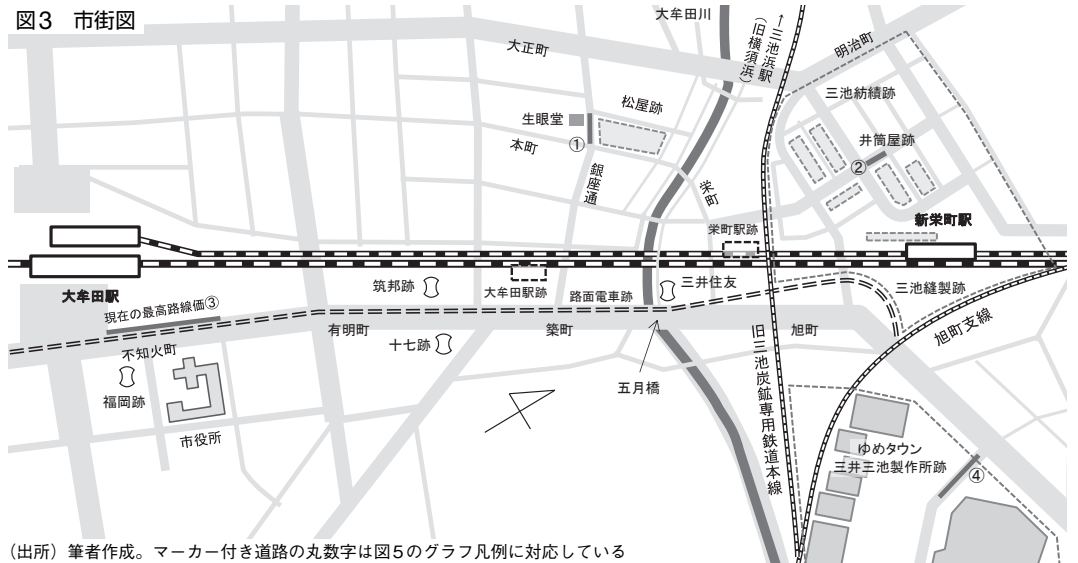 図3 市街図
大牟田川
←三池浜駅
(旧横須浜)
大正町
明治町
三池紡績跡
松屋跡
生眼堂
①
本町
井筒屋跡
②
銀座通
栄町
栄町駅跡
新栄町駅
筑邦跡
大牟田駅跡
路面電車跡
三井住友
三池縫製跡
大牟田駅
現在の最高路線価③
有明町
築町
旭町
旭町支線
不知火町
十七跡
福岡跡
五月橋
旧三池炭鉱専用鉄道本線
市役所
ゆめタウン
三井三池製作所跡
④
(出所)筆者作成。マーカー付き道路の丸数字は図5のグラフ凡例に対応している